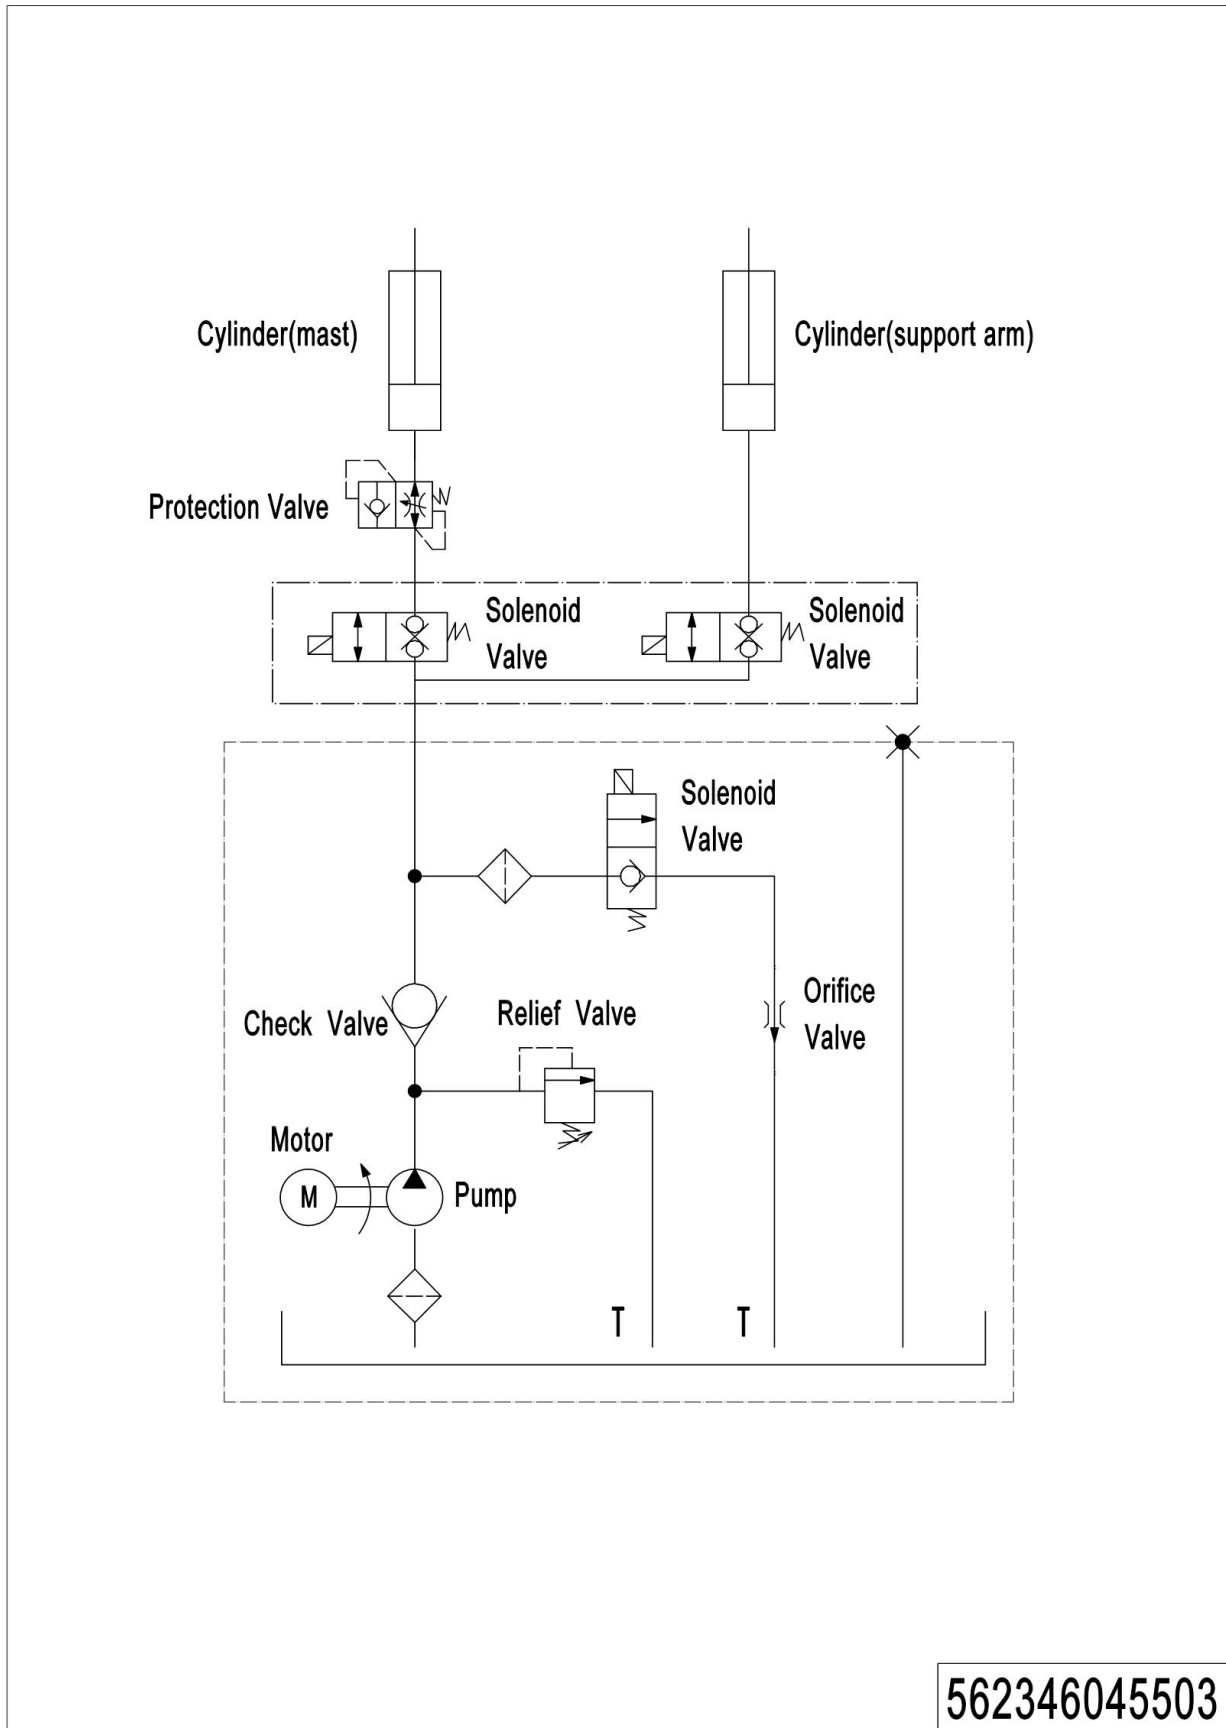 Cylinder(mast)
Cylinder(support arm)
Protection Valve
Solenoid
Valve
Solenoid
Valve
Solenoid
Valve
Orifice
Valve
Relief Valve
Check Valve
Motor
M
Pump
T
T
562346045503